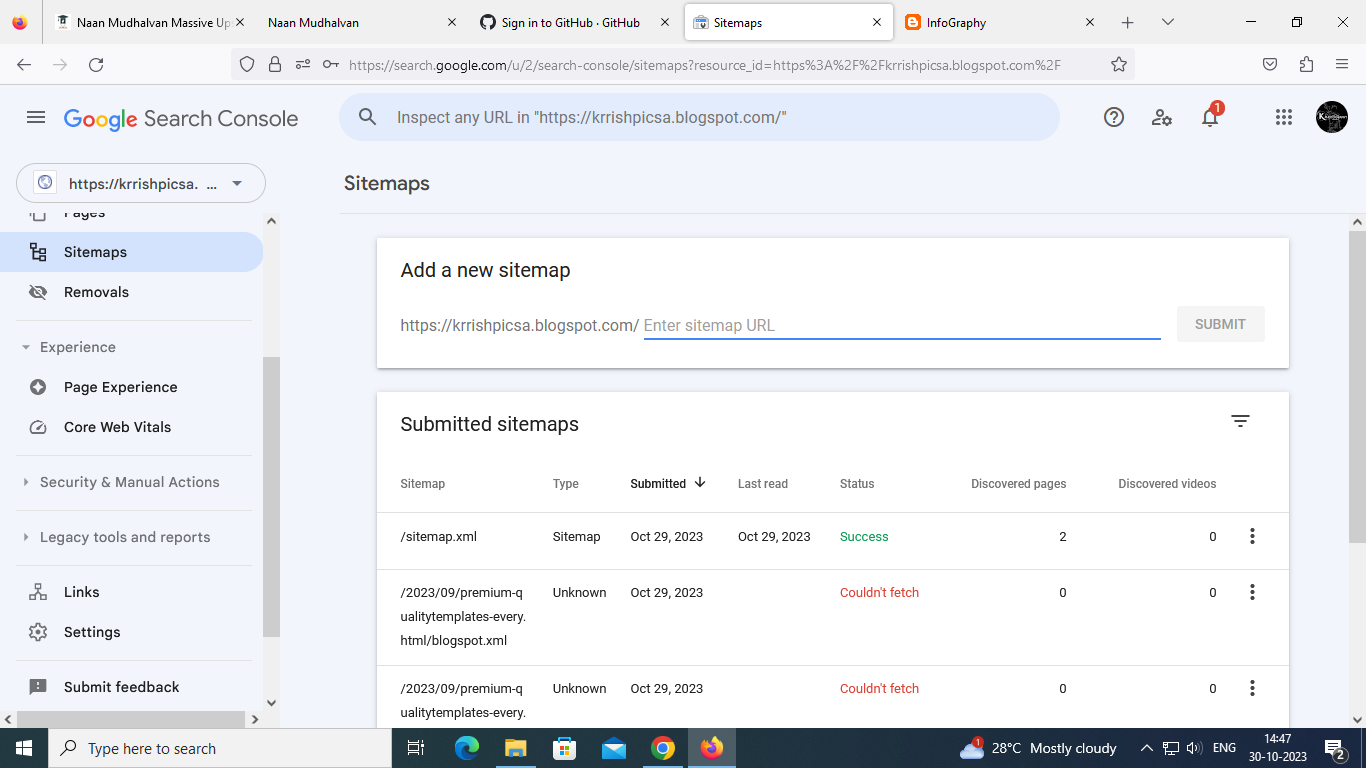 Naan Mudhalvan Massive Up
Naan Mudhalvan
Sign in to GitHub · GitHub
Sitemaps
InfoGraphy
https://search.google.com/u/2/search-console/sitemaps?resource_id=https%3A%2F%2Fkrrishpicsa.blogspot.com%2F
Google Search Console
Inspect any URL in "https://krrishpicsa.blogspot.com/"
1
https://krrishpicsa. ...
Sitemaps
Pages
Sitemaps
Removals
Experience
Page Experience
Core Web Vitals
Security & Manual Actions
Legacy tools and reports
Links
Settings
Submit feedback
Add a new sitemap
https://krrishpicsa.blogspot.com/ Enter sitemap URL
SUBMIT
Submitted sitemaps
Sitemap Type Submitted Last read Status Discovered pages Discovered videos
/sitemap.xml Sitemap Oct 29, 2023 Oct 29, 2023 Success 2 0
/2023/09/premium-q Unknown Oct 29, 2023 Couldn't fetch 0 0
ualitytemplates-every.
html/blogspot.xml
/2023/09/premium-q Unknown Oct 29, 2023 Couldn't fetch 0 0
ualitytemplates-every.
Type here to search
1
28°C Mostly cloudy
ENG
14:47
30-10-2023
2